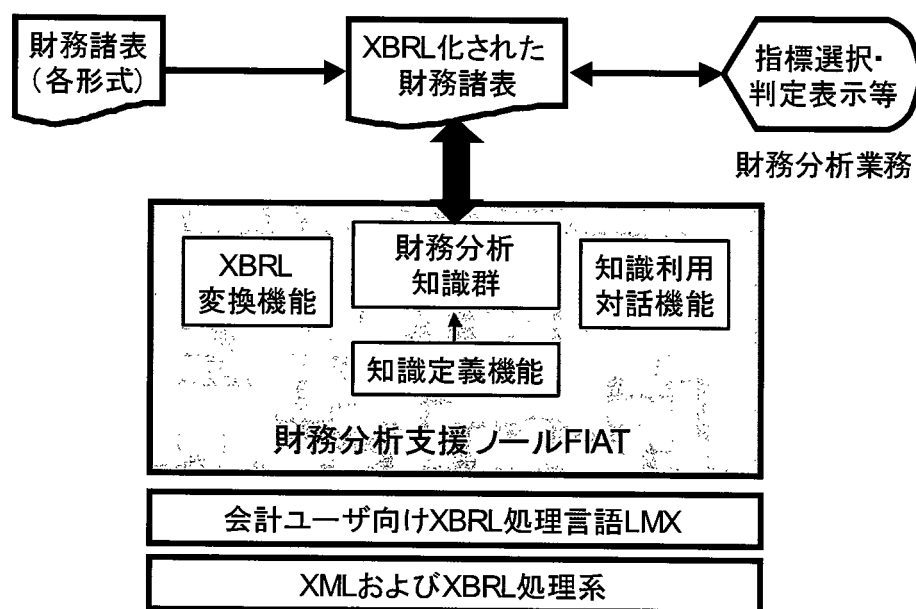 財務諸表
(各形式)
XBRL化された
財務諸表
指標選択・
判定表示等
財務分析業務
XBRL
変換機能
財務分析
知識群
知識利用
対話機能
知識定義機能
財務分析支援ノールFIAT
会計ユーザ向けXBRL処理言語LMX
XMLおよびXBRL処理系